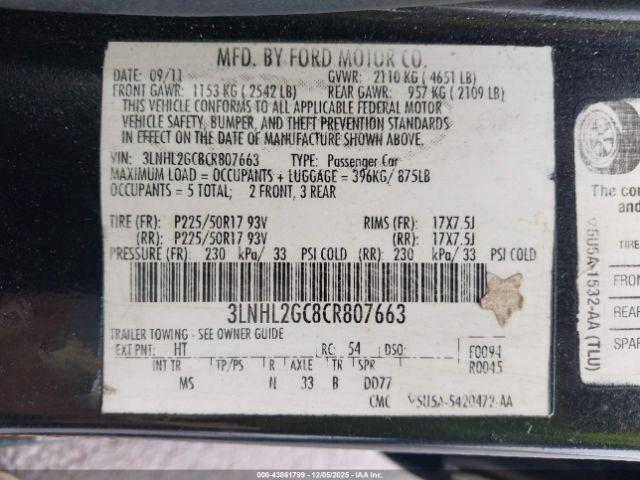 MFD. BY FORD MOTOR CO.
DATE: 09/11 GVWR: 2110 KG ( 4651 LB)
FRONT GAWR: 1153 KG ( 2542 LB) REAR GAWR: 957 KG ( 2109 LB)
THIS VEHICLE CONFORMS TO ALL APPLICABLE FEDERAL MOTOR
VEHICLE SAFETY, BUMPER, AND THEFT PREVENTION STANDARDS
IN EFFECT ON THE DATE OF MANUFACTURE SHOWN ABOVE.
VIN: 3LNHL2GC8CR807663 TYPE: Passenger Car
MAXIMUM LOAD = OCCUPANTS + LUGGAGE = 396KG/ 875LB
OCCUPANTS = 5 TOTAL; 2 FRONT, 3 REAR
TIRE (FR): P225/50R17 93V RIMS (FR): 17X7.5J
(RR): P225/50R17 93V (RR): 17X7.5J
PRESSURE (FR): 230 kPa/ 33 PSI COLD (RR): 230 kPa/ 33 PSI COLD
3LNHL2GC8CR807663
TRAILER TOWING - SEE OWNER GUIDE
EXT PNT: HT RC: 54 DSO: F0094
R0045
INT TR TP/PS R AXLE TR SPR
MS N 33 B DD77
CMC 5U5A-5420472-AA
The con
and
TIRE
FRON
REAR
SPAR
5U5A-1532-AA (TLU)
000-43861799 - 12/05/2025 - IAA Inc.